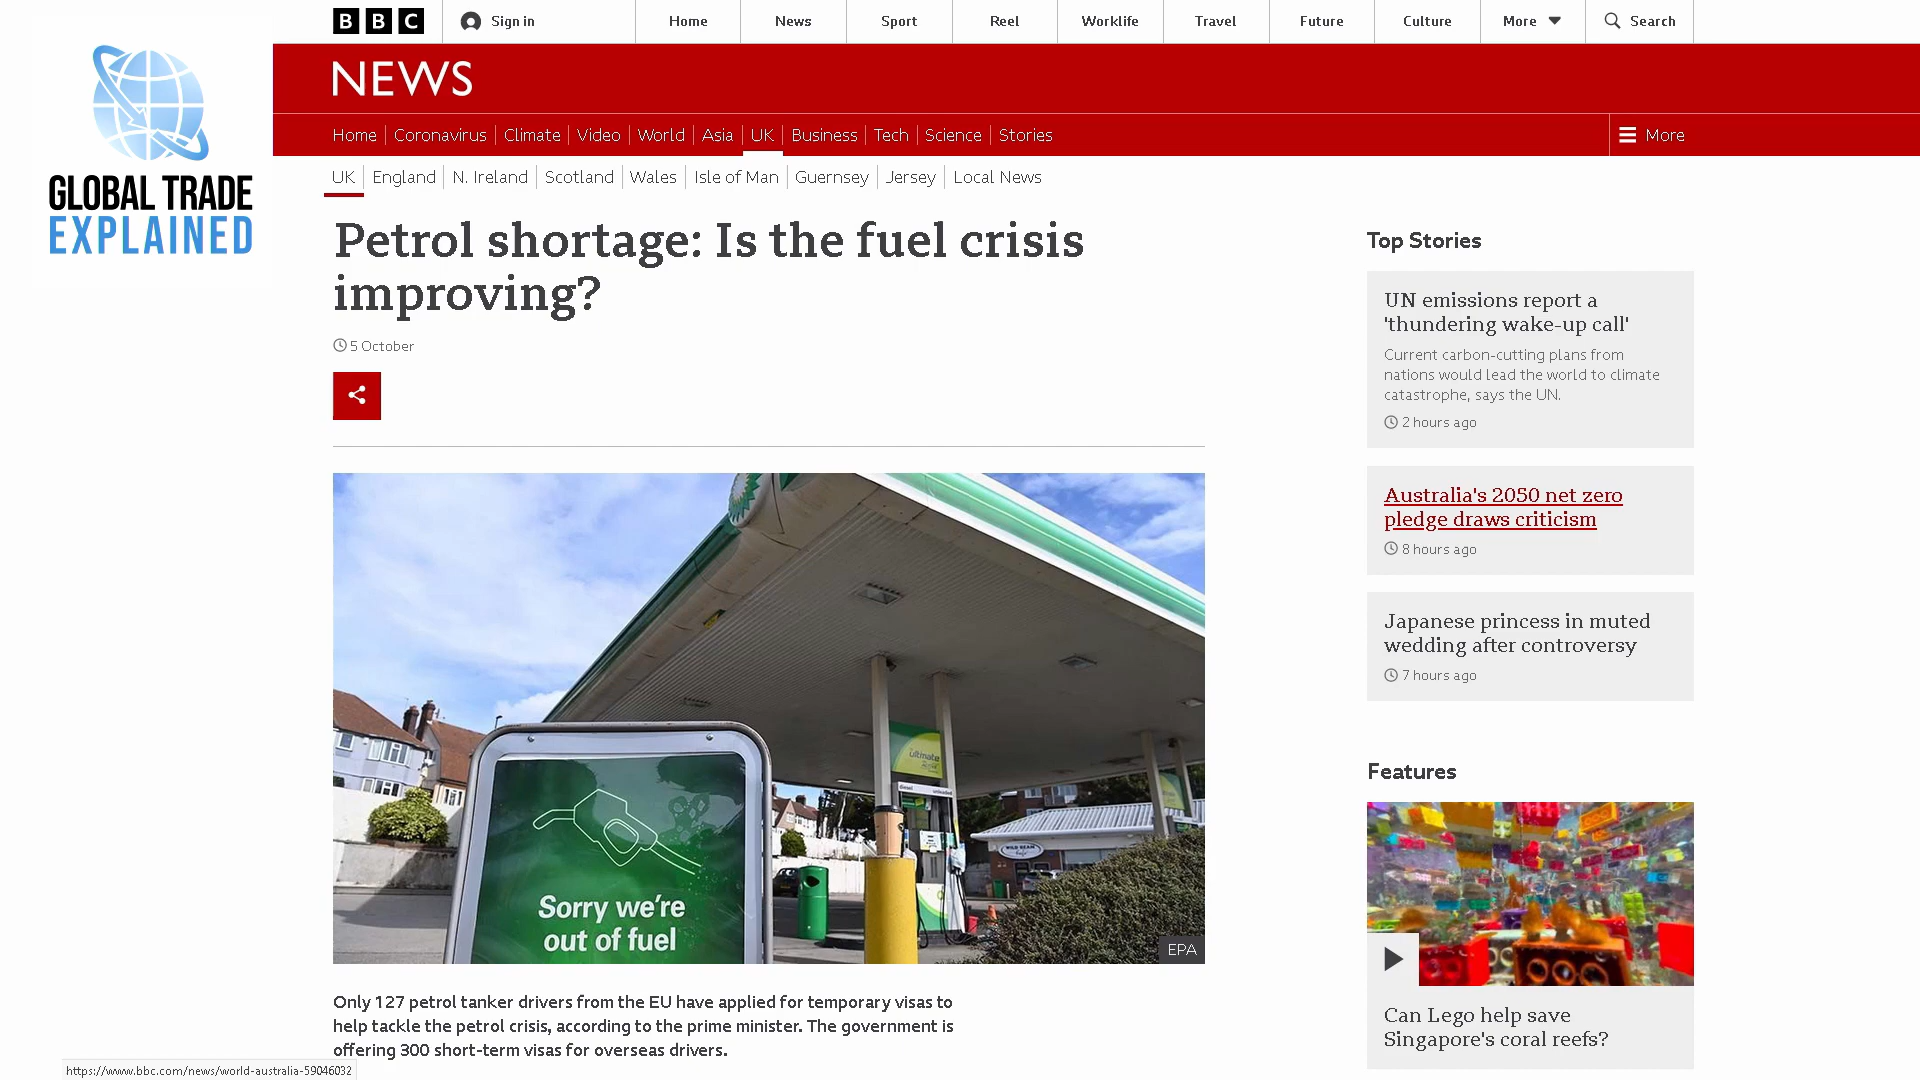 BBC
Sign in
Home
News
Sport
Reel
Worklife
Travel
Future
Culture
More
Search
GLOBAL TRADE
EXPLAINED
NEWS
Home
Coronavirus
Climate
Video
World
Asia
UK
Business
Tech
Science
Stories
More
UK
England
N. Ireland
Scotland
Wales
Isle of Man
Guernsey
Jersey
Local News
Petrol shortage: Is the fuel crisis
improving?
5 October
ultimate
diesel
unleaded
WILD BEAN
Café
Sorry we're
out of fuel
EPA
Only 127 petrol tanker drivers from the EU have applied for temporary visas to
help tackle the petrol crisis, according to the prime minister. The government is
offering 300 short-term visas for overseas drivers.
Top Stories
UN emissions report a
'thundering wake-up call'
Current carbon-cutting plans from
nations would lead the world to climate
catastrophe, says the UN.
2 hours ago
Australia's 2050 net zero
pledge draws criticism
8 hours ago
Japanese princess in muted
wedding after controversy
7 hours ago
Features
Can Lego help save
Singapore's coral reefs?
https://www.bbc.com/news/world-australia-59046032